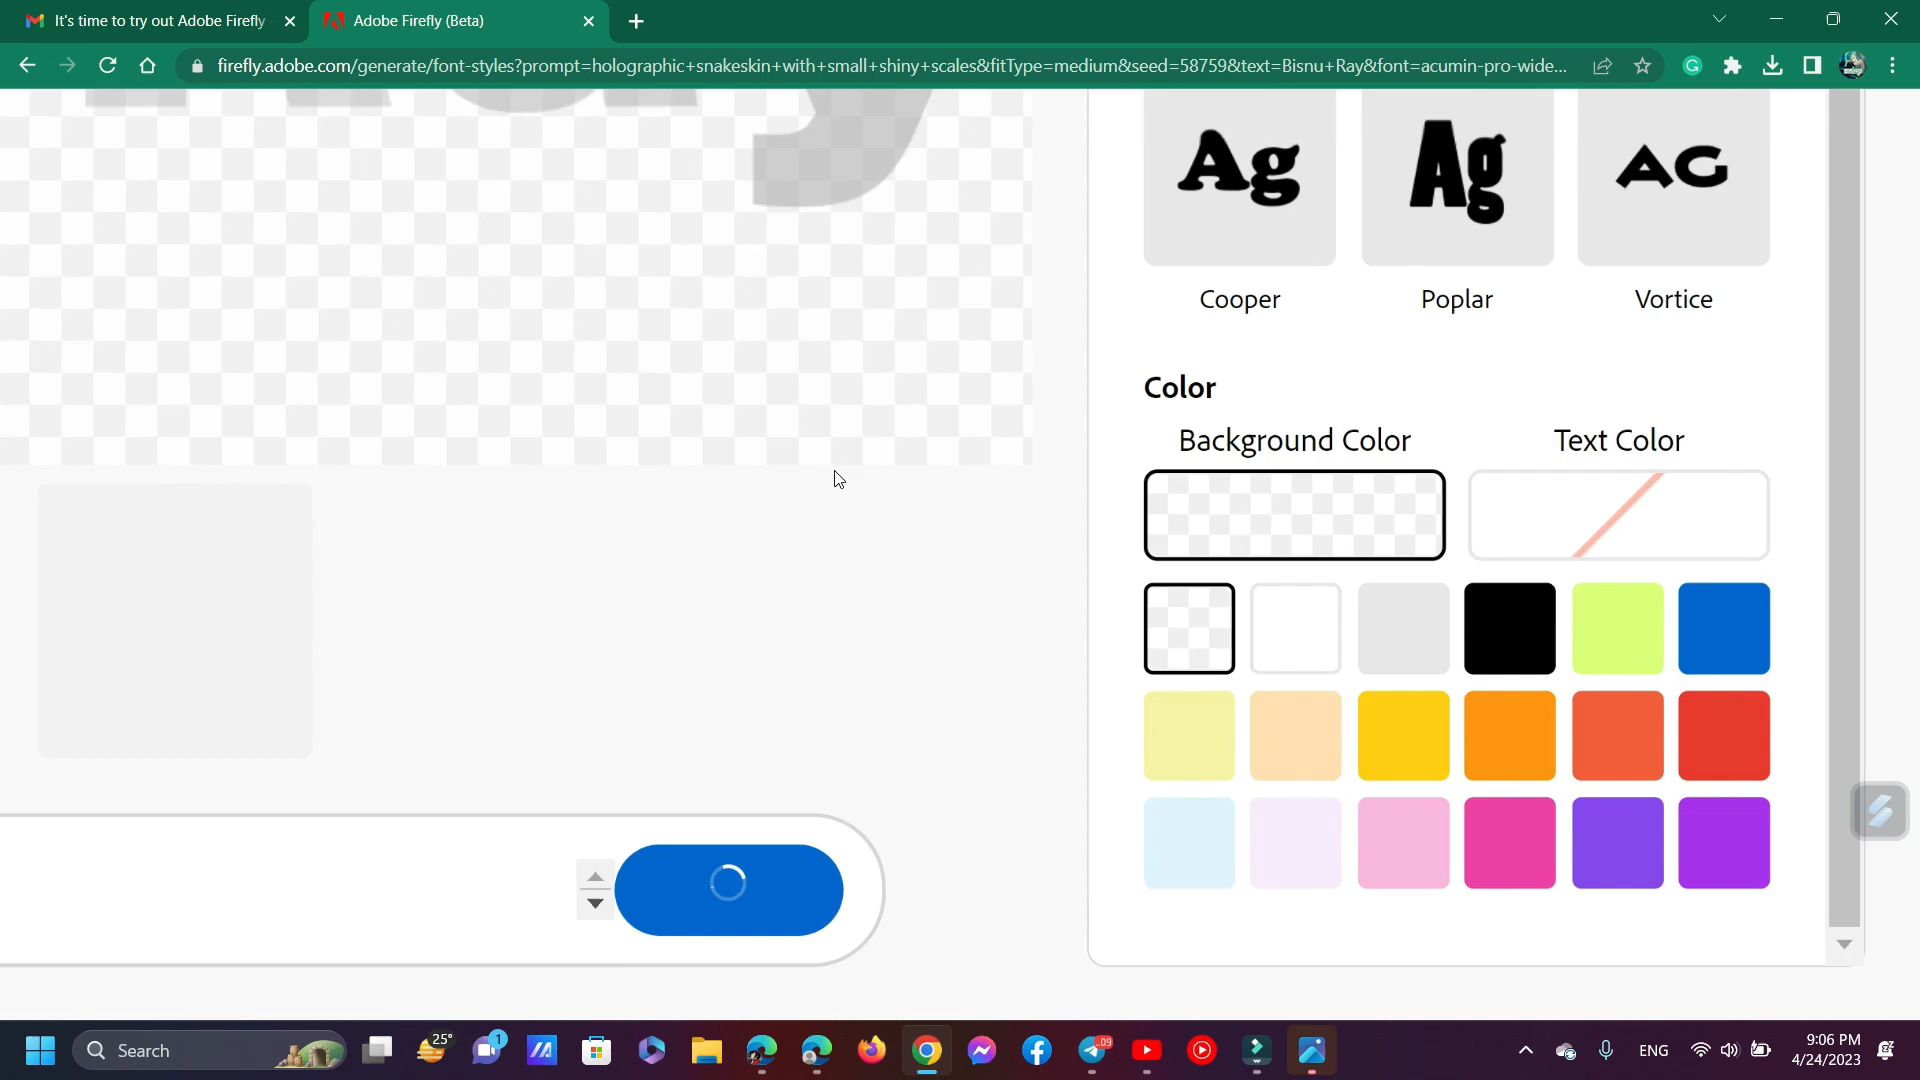 It's time to try out Adobe Firefly
Adobe Firefly (Beta)
firefly.adobe.com/generate/font-styles?prompt=holographic+snakeskin+with+small+shiny+scales&fitType=medium&seed=58759&text=Bisnu+Ray&font=acumin-pro-wide...
Ag
Ag
AG
Cooper
Poplar
Vortice
Color
Background Color
Text Color
Search
25°
1
.09
ENG
9:06 PM
4/24/2023